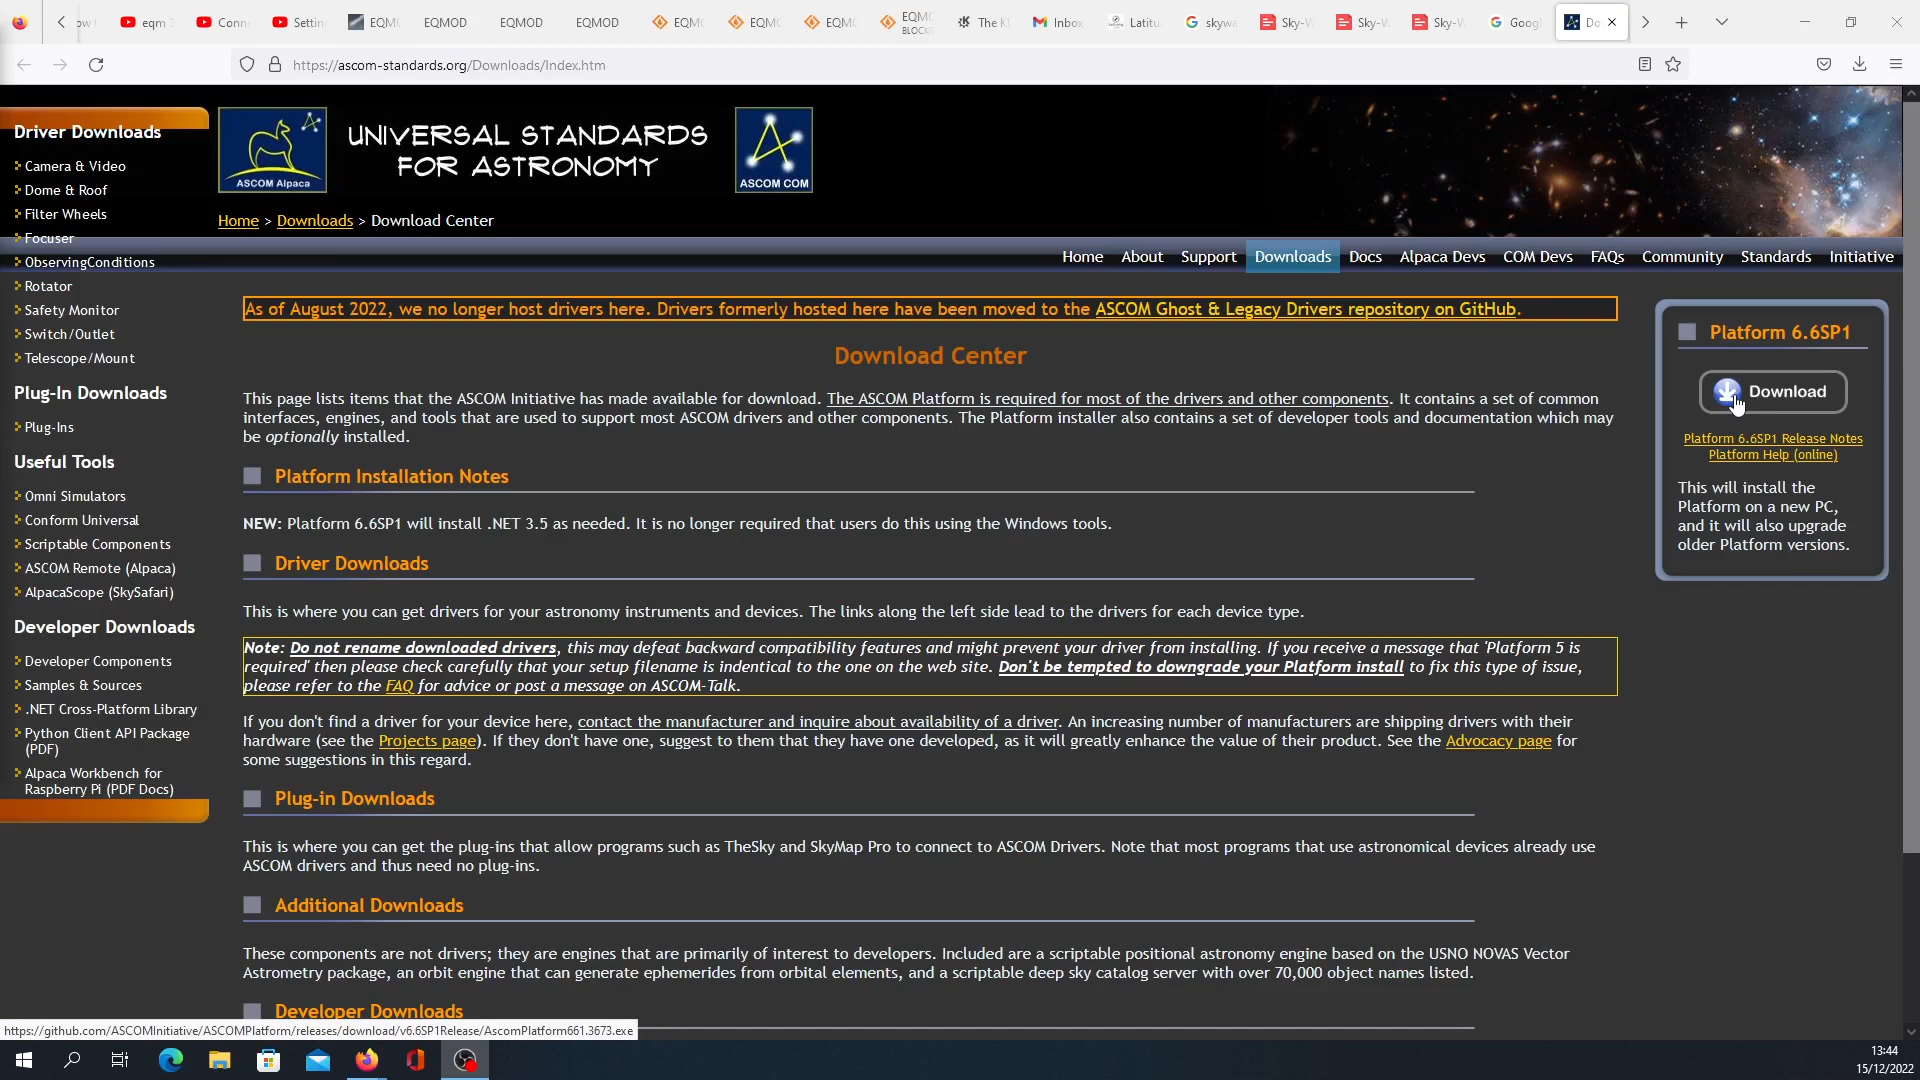 eqm
Conn
Settin
EQMC
EQMOD
EQMOD
EQMOD
EQMC
EQMC
EQMC
EQMC
BLOCKI
The KI
Inbox
Latitu
skywa
Sky-W
Sky-W
Sky-W
Googl
Do
https://ascom-standards.org/Downloads/Index.htm
ASCOM Alpaca
UNIVERSAL STANDARDS
FOR ASTRONOMY
ASCOM COM
Home > Downloads > Download Center
Home About Support Downloads Docs Alpaca Devs COM Devs FAQs Community Standards Initiative
Driver Downloads
Camera & Video
Dome & Roof
Filter Wheels
Focuser
ObservingConditions
Rotator
Safety Monitor
Switch/Outlet
Telescope/Mount
Plug-In Downloads
Plug-Ins
Useful Tools
Omni Simulators
Conform Universal
Scriptable Components
ASCOM Remote (Alpaca)
AlpacaScope (SkySafari)
Developer Downloads
Developer Components
Samples & Sources
.NET Cross-Platform Library
Python Client API Package
(PDF)
Alpaca Workbench for
Raspberry Pi (PDF Docs)
As of August 2022, we no longer host drivers here. Drivers formerly hosted here have been moved to the ASCOM Ghost & Legacy Drivers repository on GitHub.
Download Center
This page lists items that the ASCOM Initiative has made available for download. The ASCOM Platform is required for most of the drivers and other components. It contains a set of common
interfaces, engines, and tools that are used to support most ASCOM drivers and other components. The Platform installer also contains a set of developer tools and documentation which may
be optionally installed.
Platform Installation Notes
NEW: Platform 6.6SP1 will install .NET 3.5 as needed. It is no longer required that users do this using the Windows tools.
Driver Downloads
This is where you can get drivers for your astronomy instruments and devices. The links along the left side lead to the drivers for each device type.
Note: Do not rename downloaded drivers, this may defeat backward compatibility features and might prevent your driver from installing. If you receive a message that 'Platform 5 is
required' then please check carefully that your setup filename is indentical to the one on the web site. Don't be tempted to downgrade your Platform install to fix this type of issue,
please refer to the FAQ for advice or post a message on ASCOM-Talk.
If you don't find a driver for your device here, contact the manufacturer and inquire about availability of a driver. An increasing number of manufacturers are shipping drivers with their
hardware (see the Projects page). If they don't have one, suggest to them that they have one developed, as it will greatly enhance the value of their product. See the Advocacy page for
some suggestions in this regard.
Plug-in Downloads
This is where you can get the plug-ins that allow programs such as TheSky and SkyMap Pro to connect to ASCOM Drivers. Note that most programs that use astronomical devices already use
ASCOM drivers and thus need no plug-ins.
Additional Downloads
These components are not drivers; they are engines that are primarily of interest to developers. Included are a scriptable positional astronomy engine based on the USNO NOVAS Vector
Astrometry package, an orbit engine that can generate ephemerides from orbital elements, and a scriptable deep sky catalog server with over 70,000 object names listed.
Developer Downloads
Platform 6.6SP1
Download
Platform 6.6SP1 Release Notes
Platform Help (online)
This will install the
Platform on a new PC,
and it will also upgrade
older Platform versions.
https://github.com/ASCOMInitiative/ASCOMPlatform/releases/download/v6.6SP1Release/AscomPlatform661.3673.exe
13:44
15/12/2022